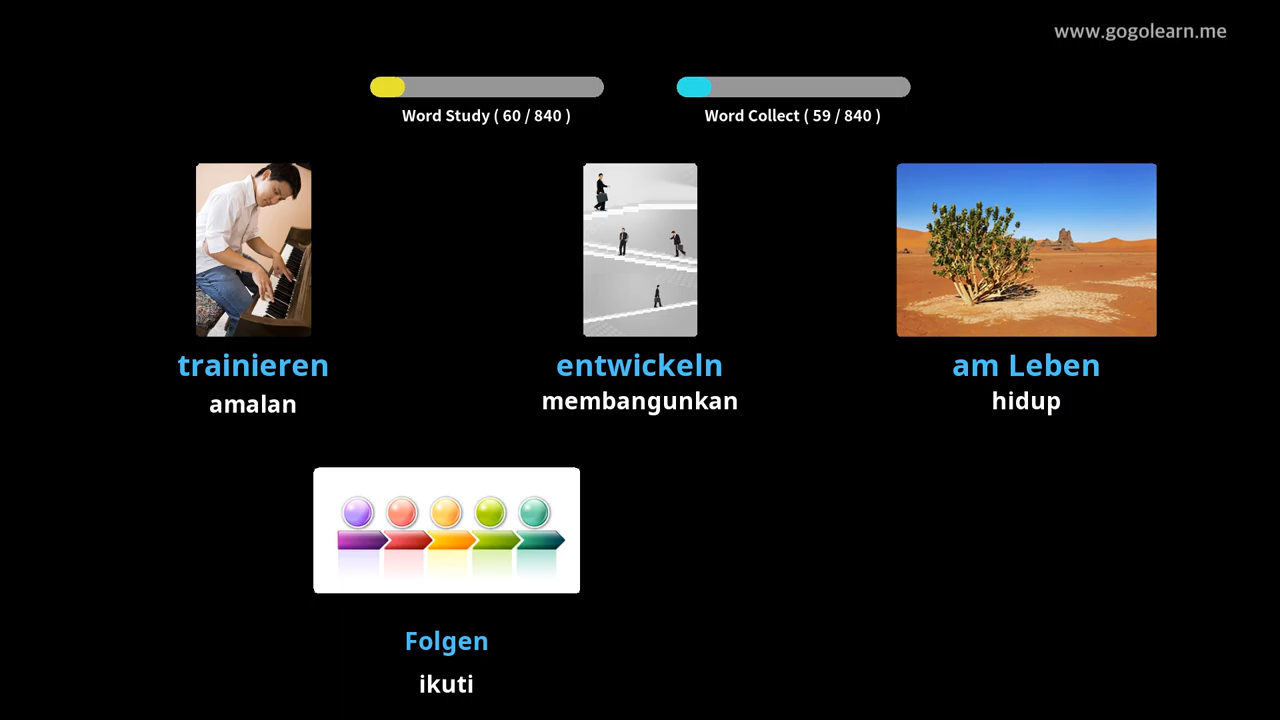 www.gogolearn.me
Word Study ( 60 / 840 )
Word Collect ( 59 / 840 )
trainieren
amalan
entwickeln
membangunkan
am Leben
hidup
Folgen
ikuti